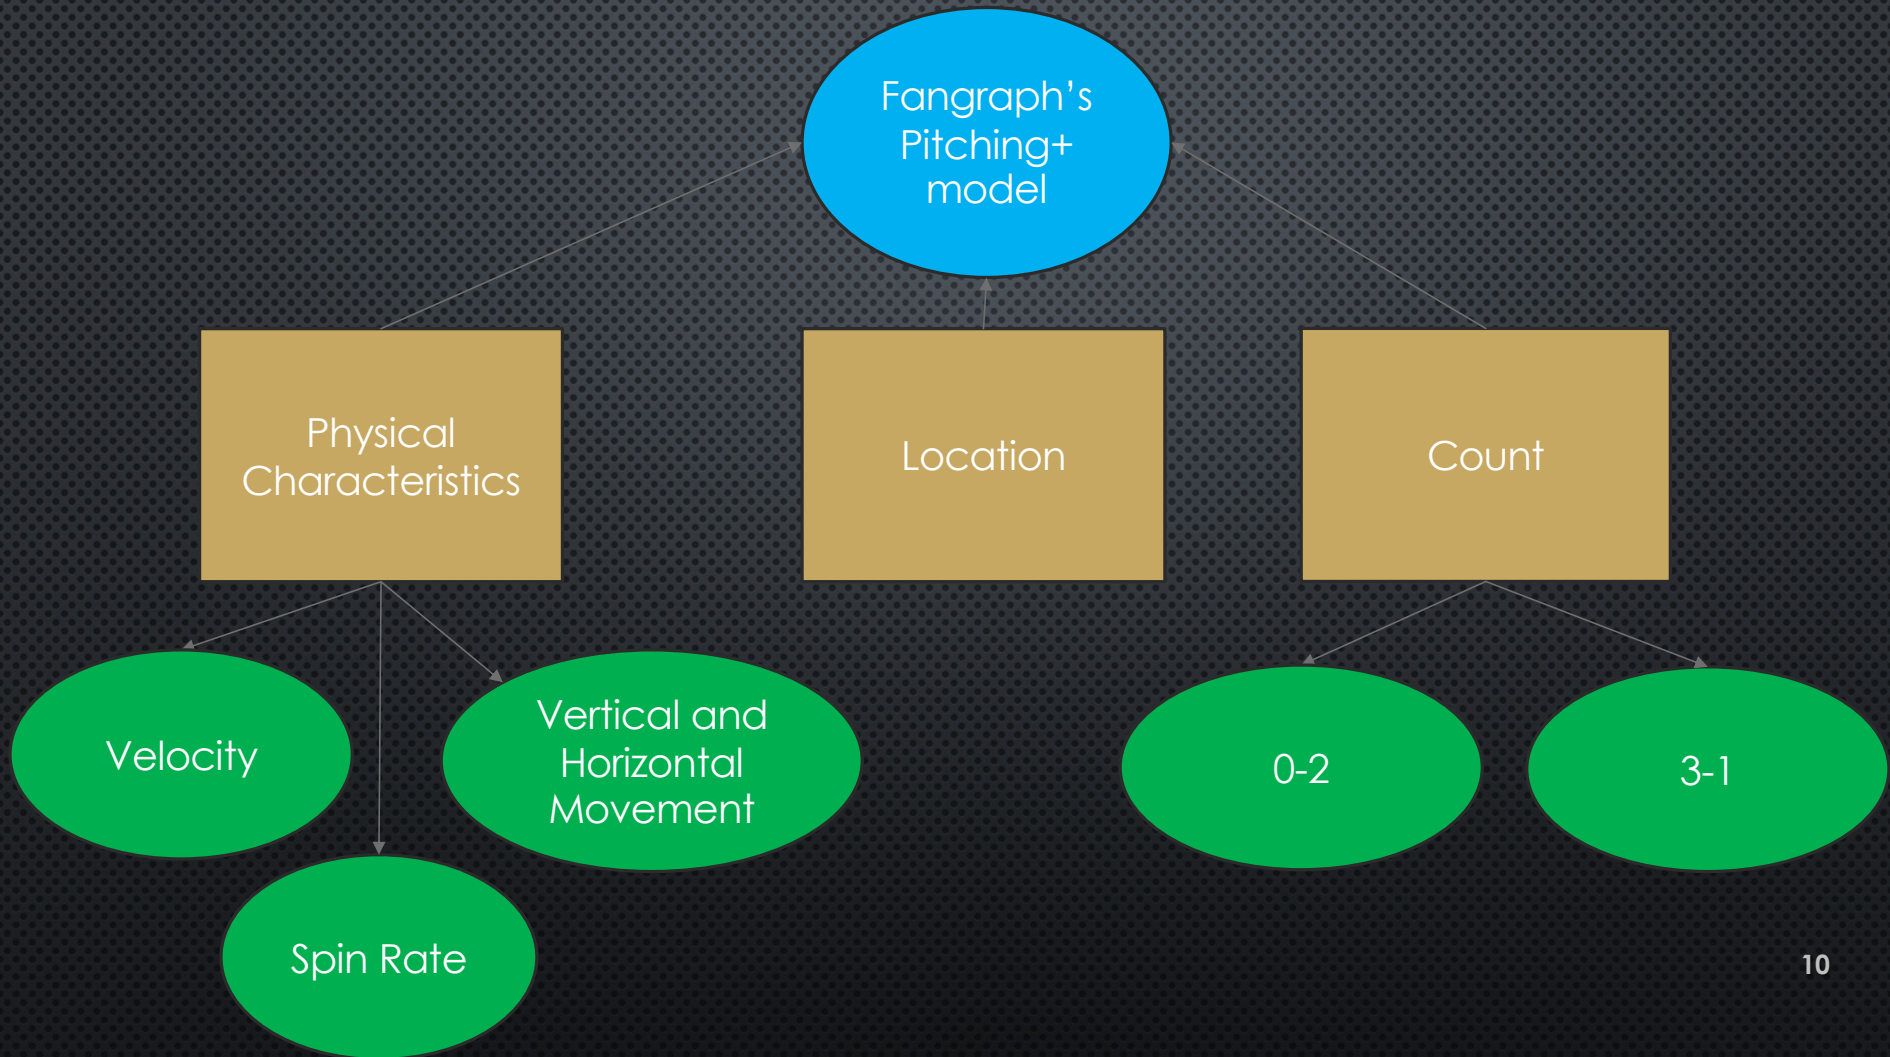 Fangraph’s
Pitching+
model
Physical
Characteristics
Location
Count
Velocity
Vertical and
Horizontal
Movement
0-2
3-1
Spin Rate
10